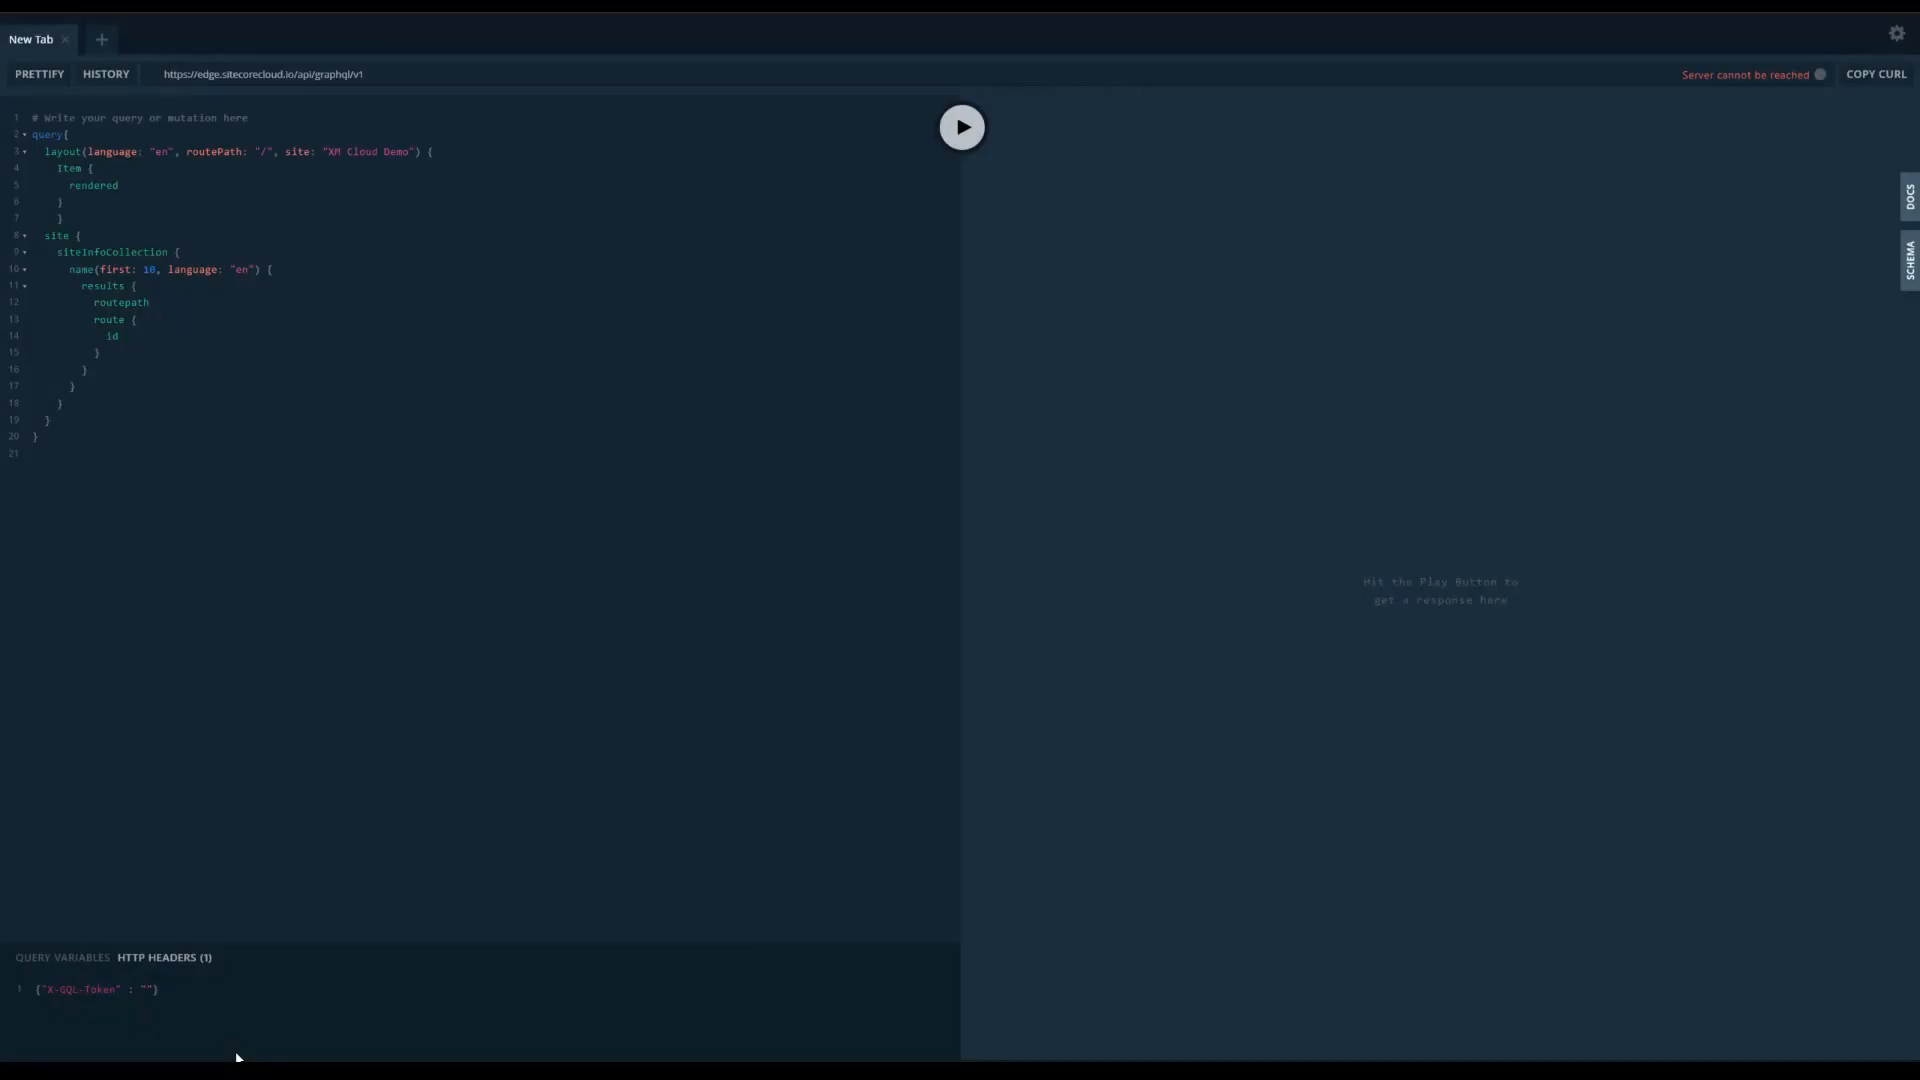 New Tab ×
PRETTIFY HISTORY https://edge.sitecorecloud.io/api/graphql/v1 Server cannot be reached COPY CURL
1 # Write your query or mutation here
2 query{
3 layout(language: "en", routePath: "/", site: "XM Cloud Demo") {
4 Item {
5 rendered
6 }
7 }
8 site {
9 siteInfoCollection {
10 name(first: 10, language: "en") {
11 results {
12 routepath
13 route {
14 id
15 }
16 }
17 }
18 }
19 }
20 }
21
DOCS
SCHEMA
Hit the Play Button to
get a response here
QUERY VARIABLES HTTP HEADERS (1)
1 {"X-GQL-Token" : ""}